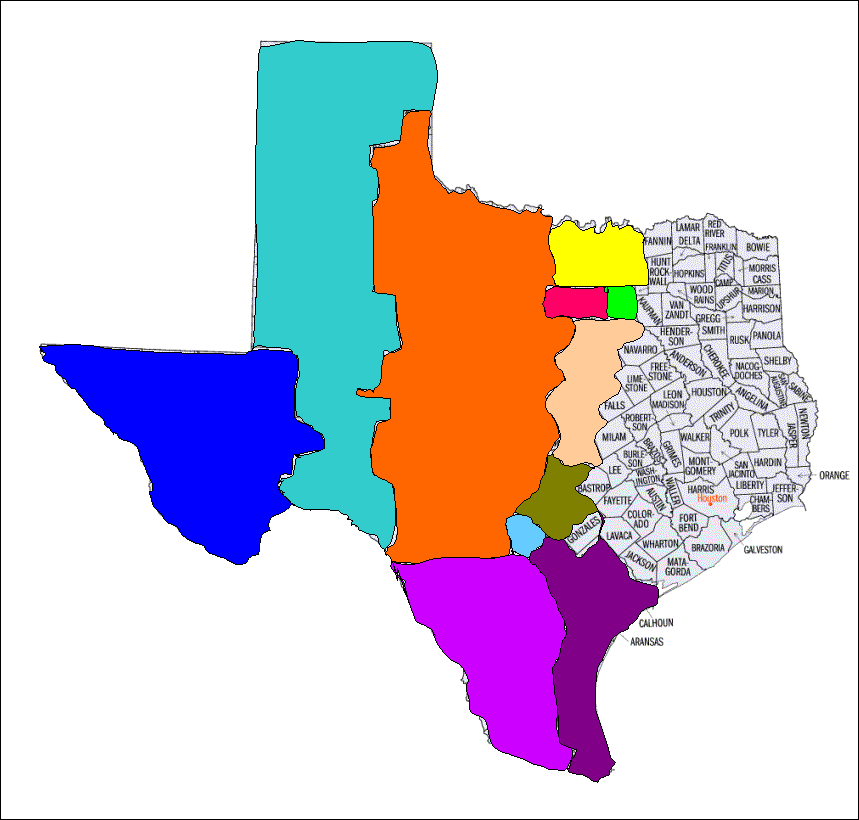 LAMAR
RED
RIVER
FANNIN
DELTA
FRANKLIN
BOWIE
HUNT
TITUS
ROCK
WALL
HOPKINS
MORRIS
CASS
CAMP
WOOD
RAINS
UPSHUR
MARION
KAUFMAN
VAN
ZANDT
GREGG
HARRISON
SMITH
HENDER-
SON
RUSK
PANOLA
NAVARRO
ANDERSON
CHEROKEE
SHELBY
FREE-
STONE
NACOG-
DOCHES
LIME
STONE
SAN
AUGUSTINE
SABINE
LEON
HOUSTON
ANGELINA
MADISON
FALLS
TRINITY
NEWTON
ROBERT-
SON
JASPER
MILAM
WALKER
POLK
TYLER
BRAZOS
GRIMES
BURLE-
SON
LEE
MONT-
GOMERY
SAN
JACINTO
HARDIN
WASH-
INGTON
ORANGE
BASTROP
WALLER
HARRIS
LIBERTY
JEFFER-
SON
Houston
FAYETTE
AUSTIN
CHAM
BERS
COLOR-
ADO
FORT
BEND
GONZALES
LAVACA
WHARTON
BRAZORIA
GALVESTON
JACKSON
MATA-
GORDA
CALHOUN
ARANSAS